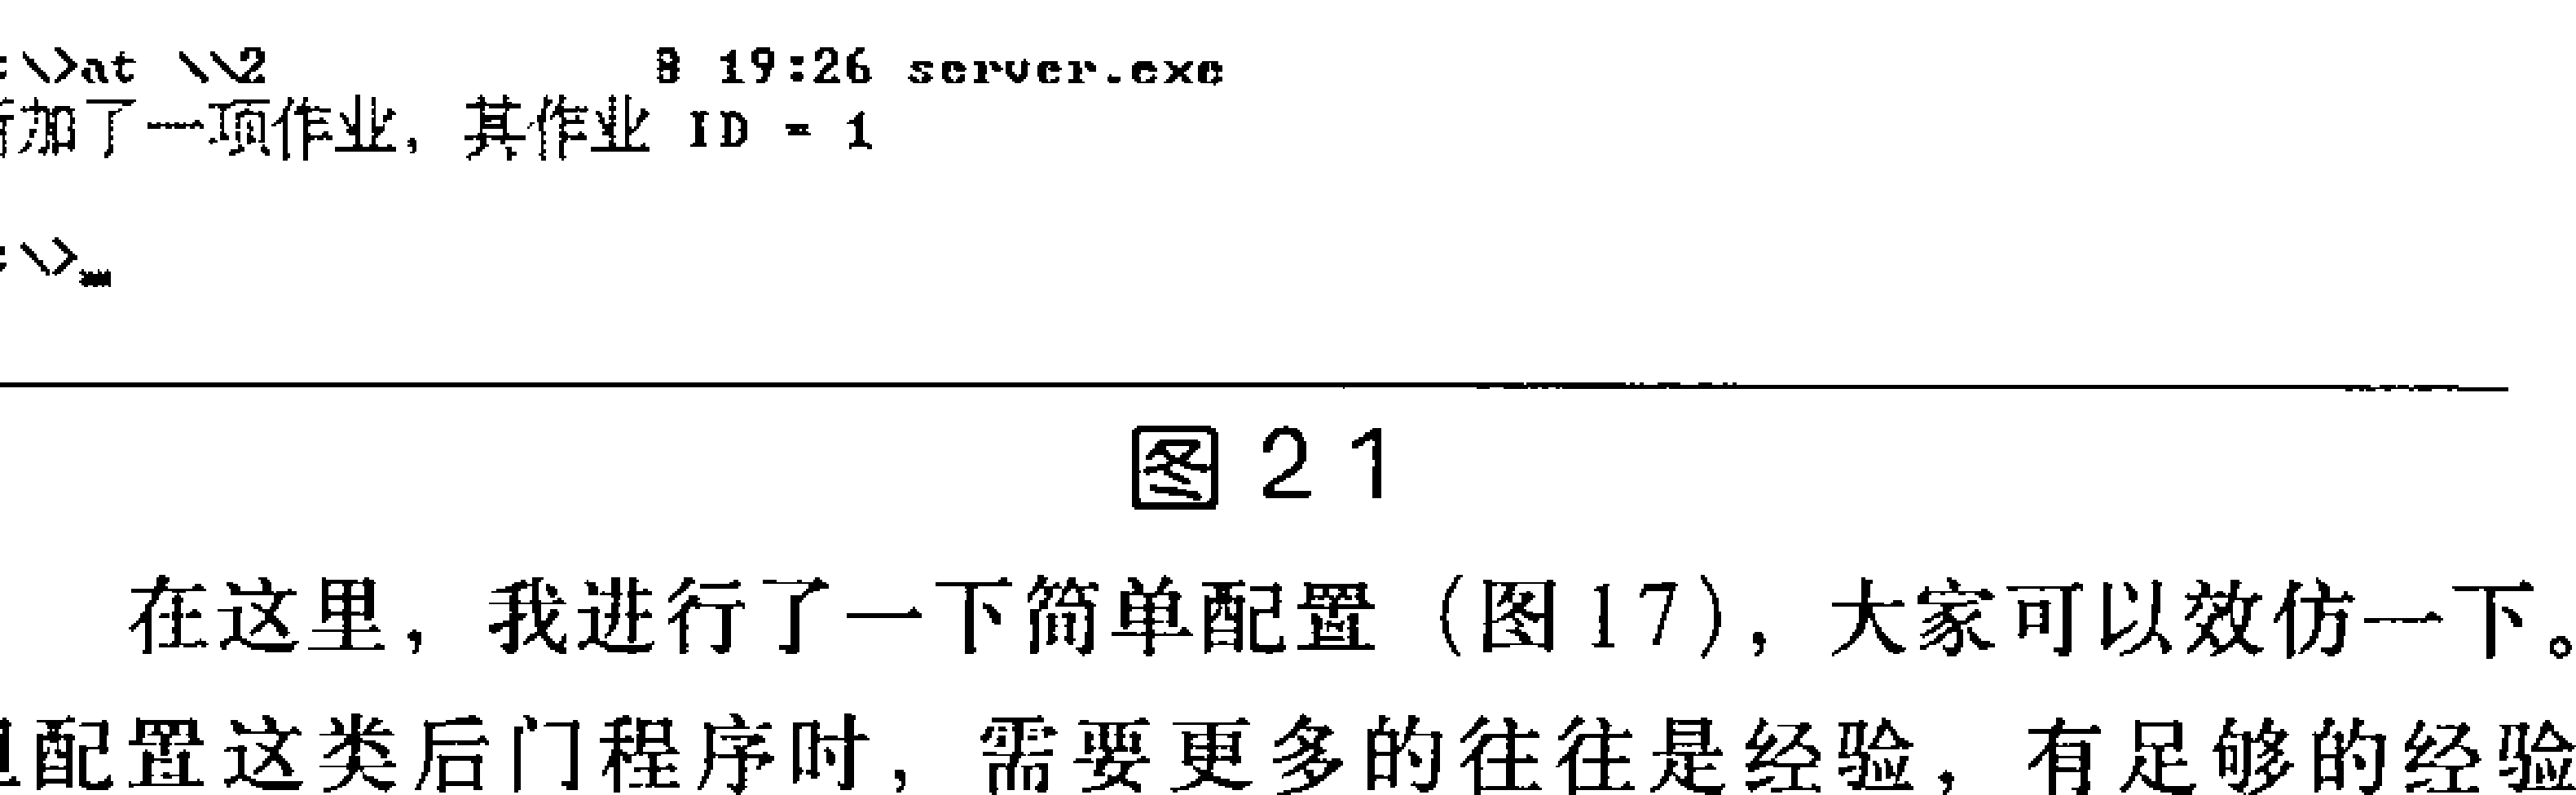 :\>at \\2 8 19:26 server.exe
加了一项作业, 其作业 ID = 1
:\>_
图 21
在这里，我进行了一下简单配置（图 17），大家可以效仿一下。
配置这类后门程序时，需要更多的往往是经验，有足够的经验